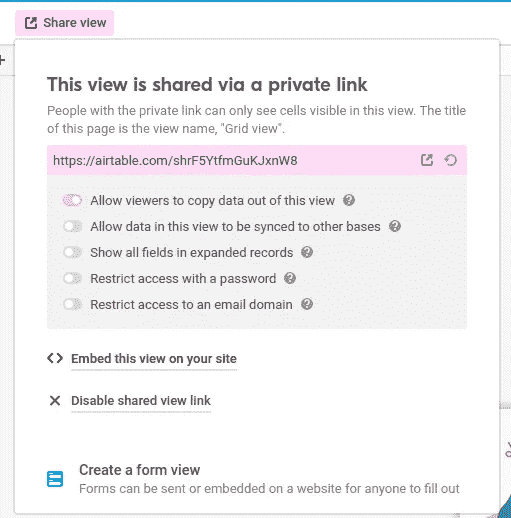 Share view
This view is shared via a private link
People with the private link can only see cells visible in this view. The title
of this page is the view name, "Grid view".
https://airtable.com/shrF5YtfmGuKJxnW8
Allow viewers to copy data out of this view
Allow data in this view to be synced to other bases
Show all fields in expanded records
Restrict access with a password
Restrict access to an email domain
Embed this view on your site
Disable shared view link
Create a form view
Forms can be sent or embedded on a website for anyone to fill out